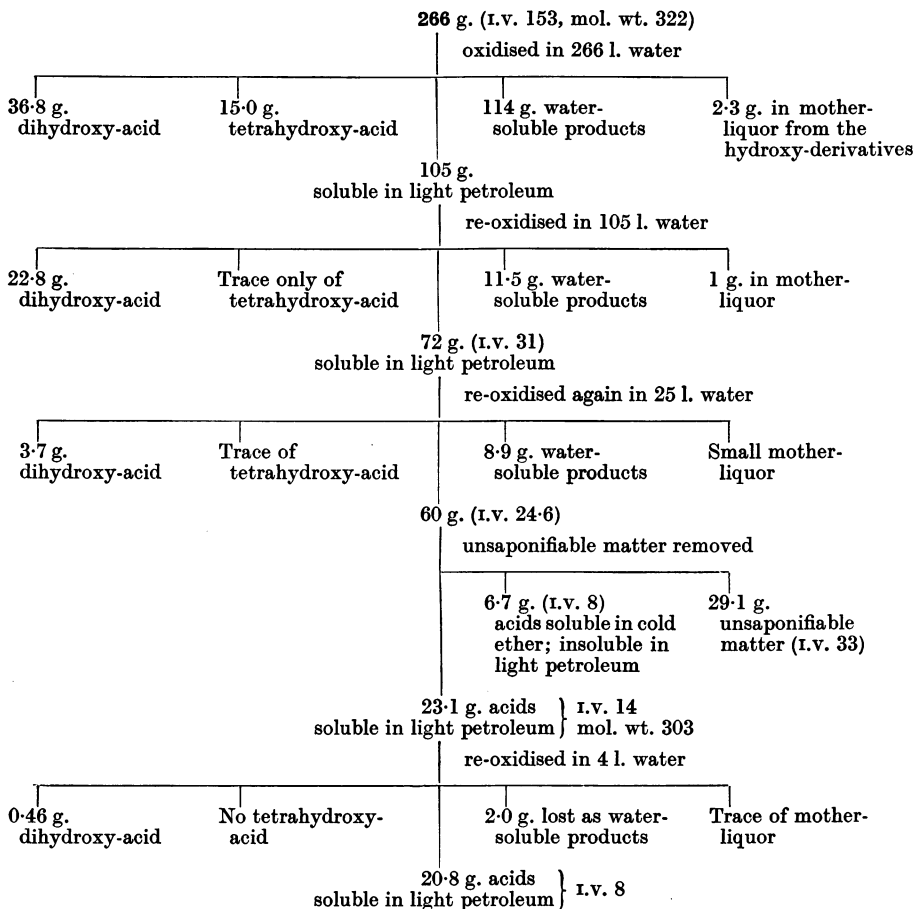 266 g. (I.V. 153, mol. wt. 322)
oxidised in 266 l. water
36·8 g.
dihydroxy-acid
15·0 g.
tetrahydroxy-acid
114 g. water-
soluble products
2·3 g. in mother-
liquor from the
hydroxy-derivatives
105 g.
soluble in light petroleum
re-oxidised in 105 l. water
22·8 g.
dihydroxy-acid
Trace only of
tetrahydroxy-acid
11·5 g. water-
soluble products
1 g. in mother-
liquor
72 g. (I.V. 31)
soluble in light petroleum
re-oxidised again in 25 l. water
3·7 g.
dihydroxy-acid
Trace of
tetrahydroxy-acid
8·9 g. water-
soluble products
Small mother-
liquor
60 g. (I.V. 24·6)
unsaponifiable matter removed
6·7 g. (I.V. 8)
acids soluble in cold
ether; insoluble in
light petroleum
29·1 g.
unsaponifiable
matter (I.V. 33)
23·1 g. acids } I.V. 14
soluble in light petroleum } mol. wt. 303
re-oxidised in 4 l. water
0·46 g.
dihydroxy-acid
No tetrahydroxy-
acid
2·0 g. lost as water-
soluble products
Trace of mother-
liquor
20·8 g. acids
soluble in light petroleum } I.V. 8